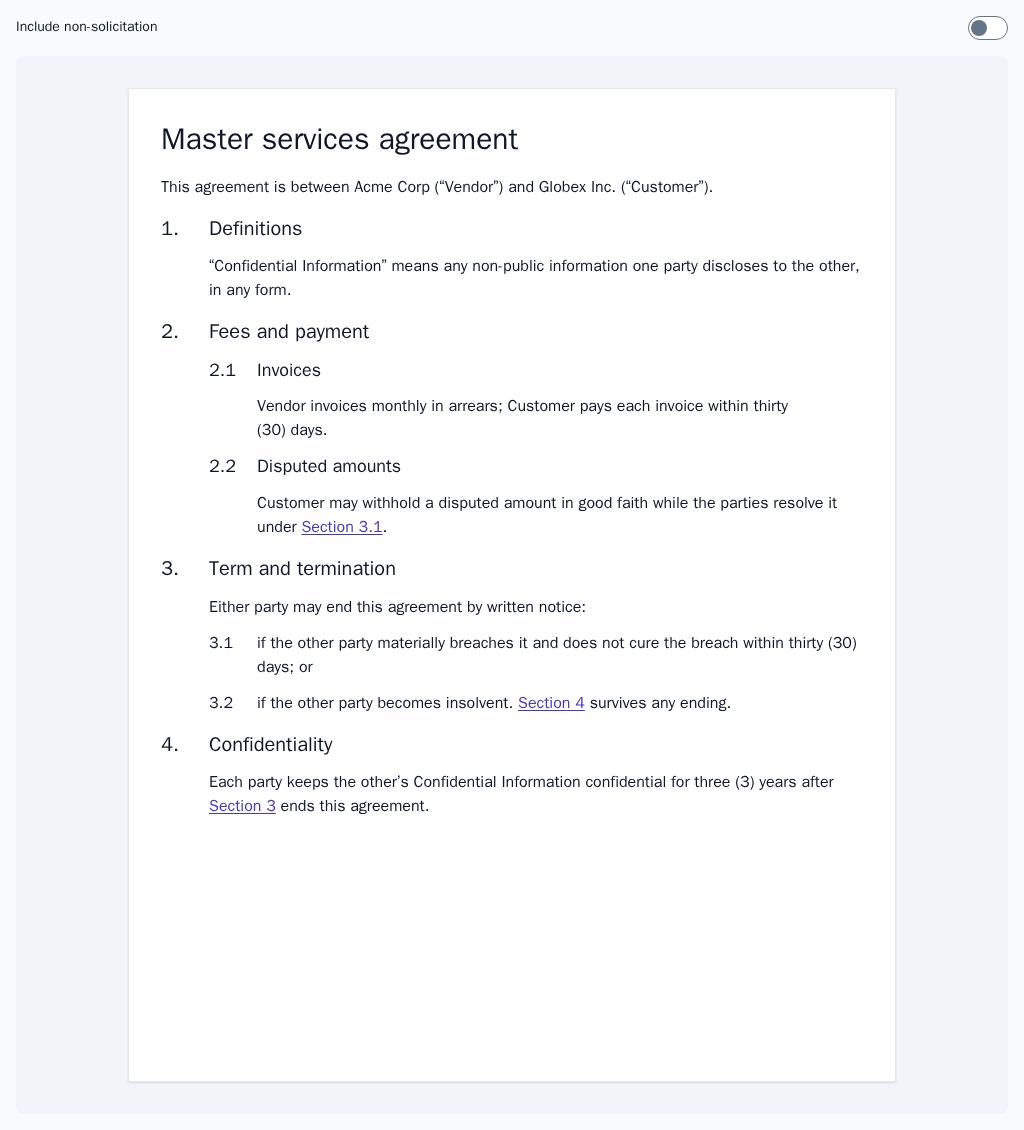 Include non-solicitation
Master services agreement
This agreement is between Acme Corp (“Vendor”) and Globex Inc. (“Customer”).
1. Definitions
“Confidential Information” means any non-public information one party discloses to the other,
in any form.
2. Fees and payment
2.1 Invoices
Vendor invoices monthly in arrears; Customer pays each invoice within thirty
(30) days.
2.2 Disputed amounts
Customer may withhold a disputed amount in good faith while the parties resolve it
under Section 3.1.
3. Term and termination
Either party may end this agreement by written notice:
3.1 if the other party materially breaches it and does not cure the breach within thirty (30)
days; or
3.2 if the other party becomes insolvent. Section 4 survives any ending.
4. Confidentiality
Each party keeps the other’s Confidential Information confidential for three (3) years after
Section 3 ends this agreement.